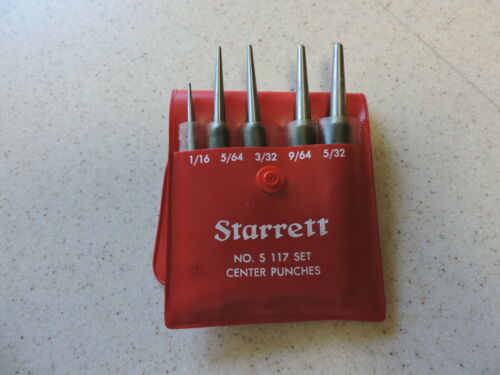 1/16 5/64 3/32 9/64 5/32
Starrett
NO. S 117 SET
CENTER PUNCHES